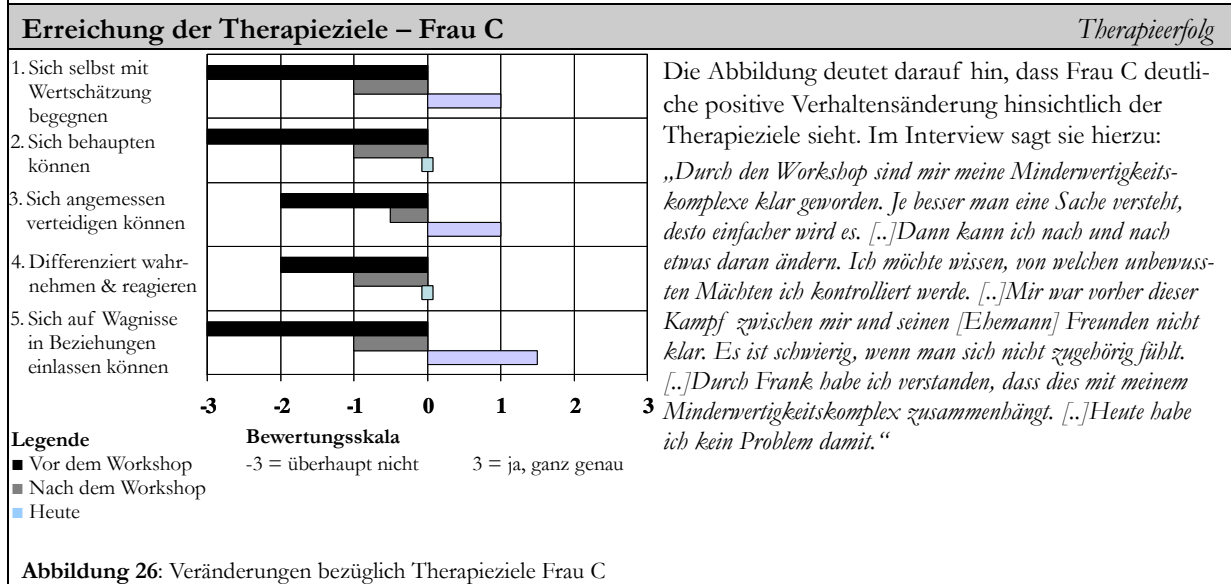 Erreichung der Therapieziele – Frau C
Therapieerfolg
1. Sich selbst mit
Wertschätzung
begegnen
2. Sich behaupten
können
3. Sich angemessen
verteidigen können
4. Differenziert wahr-
nehmen & reagieren
5. Sich auf Wagnisse
in Beziehungen
einlassen können
-3 -2 -1 0 1 2 3
Legende
Vor dem Workshop
Nach dem Workshop
Heute
Bewertungsskala
-3 = überhaupt nicht 3 = ja, ganz genau
Die Abbildung deutet darauf hin, dass Frau C deutli-
che positive Verhaltensänderung hinsichtlich der
Therapieziele sieht. Im Interview sagt sie hierzu:
„Durch den Workshop sind mir meine Minderwertigkeits-
komplexe klar geworden. Je besser man eine Sache versteht,
desto einfacher wird es. [..]Dann kann ich nach und nach
etwas daran ändern. Ich möchte wissen, von welchen unbewuss-
ten Mächten ich kontrolliert werde. [..]Mir war vorher dieser
Kampf zwischen mir und seinen [Ehemann] Freunden nicht
klar. Es ist schwierig, wenn man sich nicht zugehörig fühlt.
[..]Durch Frank habe ich verstanden, dass dies mit meinem
Minderwertigkeitskomplex zusammenhängt. [..]Heute habe
ich kein Problem damit.“
Abbildung 26: Veränderungen bezüglich Therapieziele Frau C